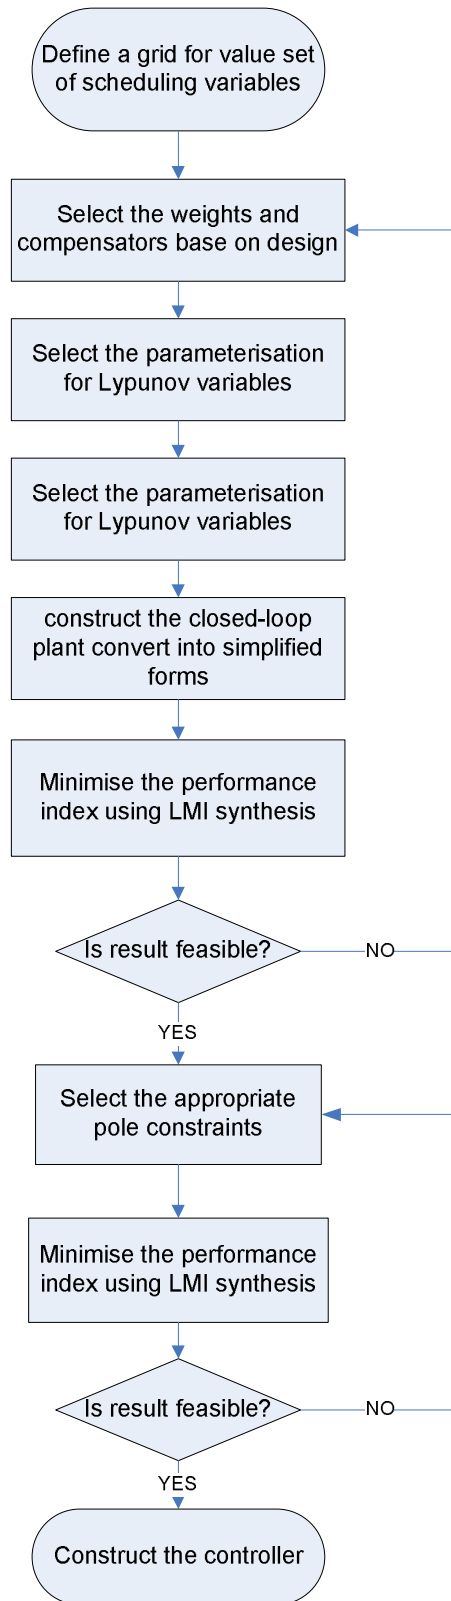 Define a grid for value set
of scheduling variables
Select the weights and
compensators base on design
Select the parameterisation
for Lypunov variables
Select the parameterisation
for Lypunov variables
construct the closed-loop
plant convert into simplified
forms
Minimise the performance
index using LMI synthesis
Is result feasible?
NO
YES
Select the appropriate
pole constraints
Minimise the performance
index using LMI synthesis
Is result feasible?
NO
YES
Construct the controller